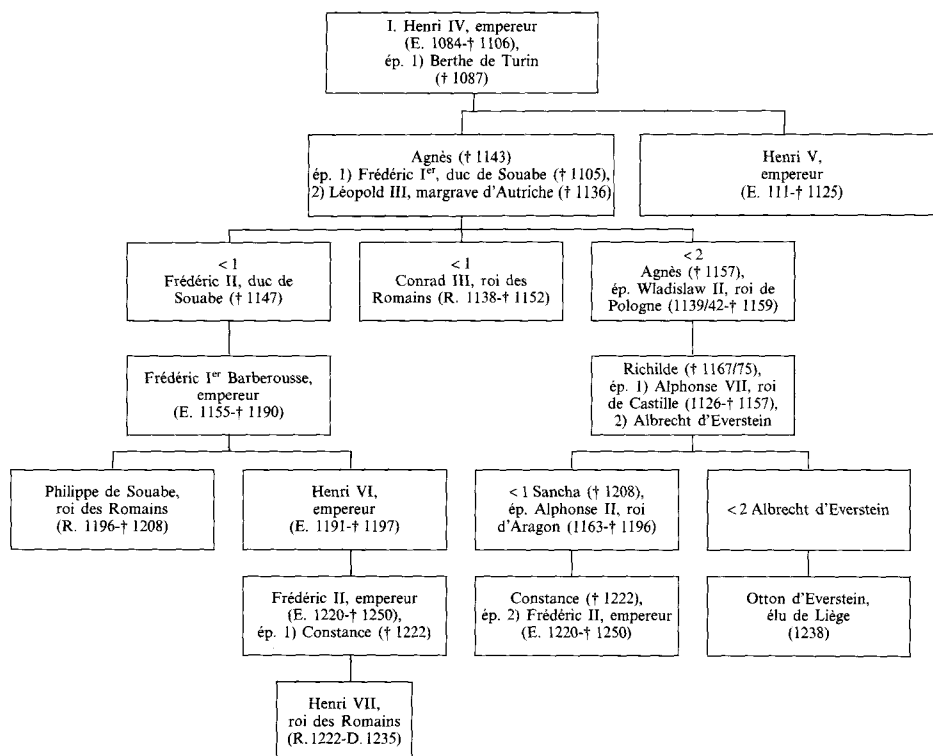 I. Henri IV, empereur
(E. 1084-† 1106),
ép. 1) Berthe de Turin
(† 1087)
Agnès († 1143)
ép. 1) Frédéric Ier, duc de Souabe († 1105),
2) Léopold III, margrave d'Autriche († 1136)
Henri V,
empereur
(E. 111-† 1125)
< 1
Frédéric II, duc de
Souabe († 1147)
< 1
Conrad III, roi des
Romains (R. 1138-† 1152)
< 2
Agnès († 1157),
ép. Wladislaw II, roi de
Pologne (1139/42-† 1159)
Frédéric Ier Barberousse,
empereur
(E. 1155-† 1190)
Richilde († 1167/75),
ép. 1) Alphonse VII, roi
de Castille (1126-† 1157),
2) Albrecht d'Everstein
Philippe de Souabe,
roi des Romains
(R. 1196-† 1208)
Henri VI,
empereur
(E. 1191-† 1197)
< 1 Sancha († 1208),
ép. Alphonse II, roi
d'Aragon (1163-† 1196)
< 2 Albrecht d'Everstein
Frédéric II, empereur
(E. 1220-† 1250),
ép. 1) Constance († 1222)
Constance († 1222),
ép. 2) Frédéric II, empereur
(E. 1220-† 1250)
Otton d'Everstein,
élu de Liège
(1238)
Henri VII,
roi des Romains
(R. 1222-D. 1235)